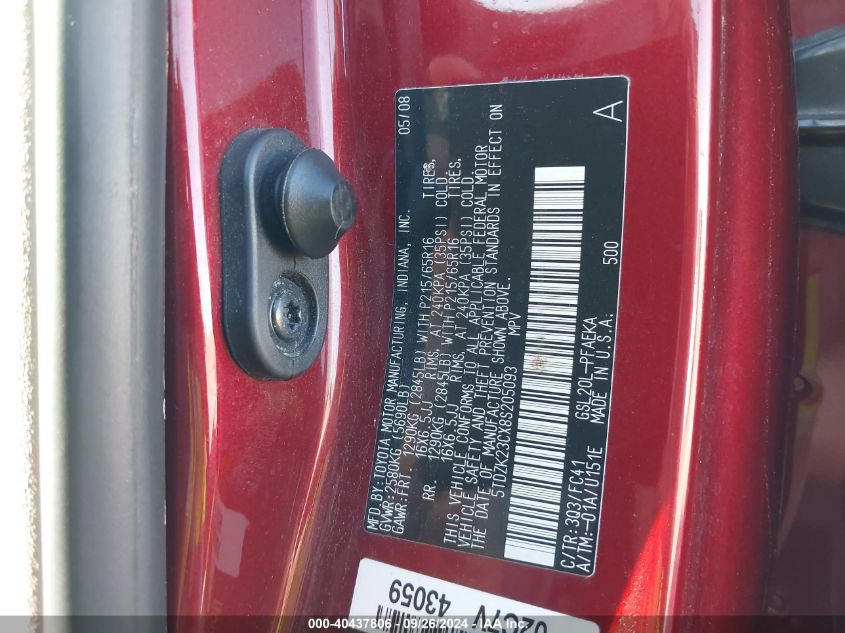 MFD.BY:TOYOTA MOTOR MANUFACTURING, INDIANA, INC. 05/08
GVWR:2580KG (5690LB)
GAWR:FRT 1290KG (2845LB) WITH P215/65R16 TIRES,
16X6.5JJ RIMS, AT 240KPA (35PSI) COLD.
RR. 1290KG (2845LB) WITH P215/65R16 TIRES,
16X6.5JJ RIMS, AT 240KPA (35PSI) COLD.
THIS VEHICLE CONFORMS TO ALL APPLICABLE FEDERAL MOTOR
VEHICLE SAFETY AND THEFT PREVENTION STANDARDS IN EFFECT ON
THE DATE OF MANUFACTURE SHOWN ABOVE.
5TDZK23CX8S205093 MPV
500 A
C/TR:3Q3/FC41 GSL20L-PFAEKA
A/TM:-01A/U151E MADE IN U.S.A.
43059
000-40437806 - 09/26/2024 - IAA Inc.